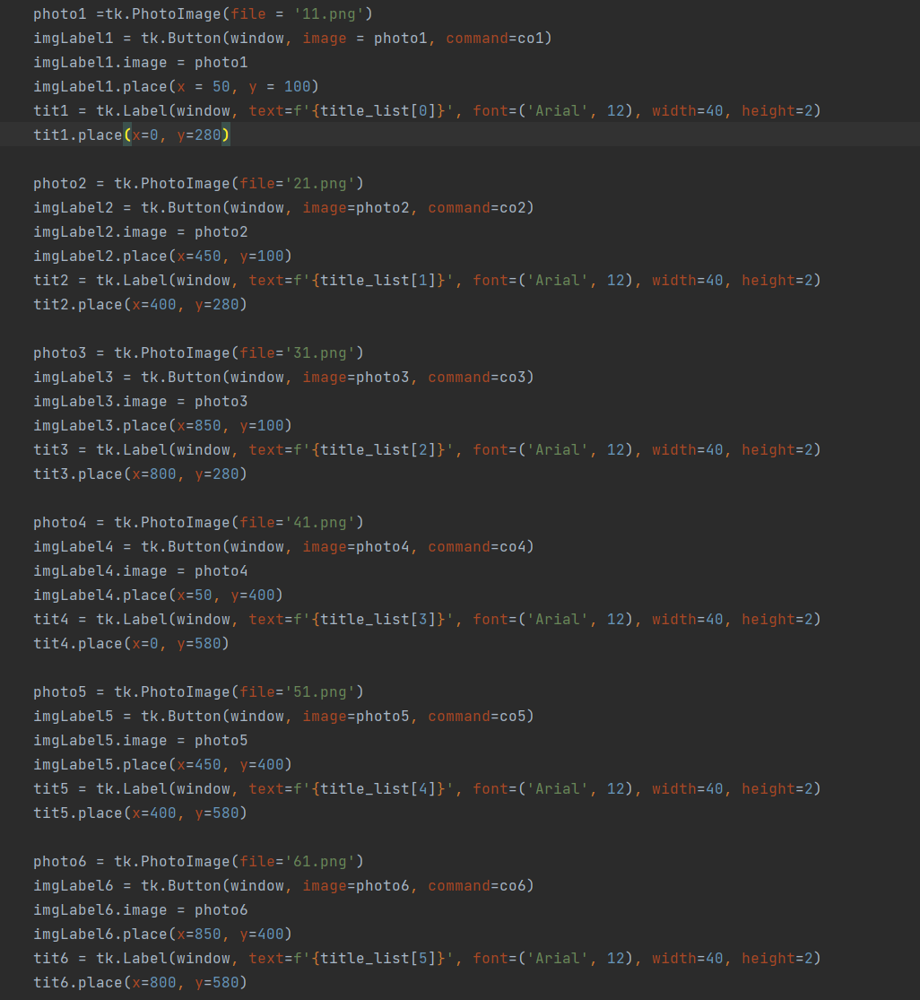 photo1 =tk.PhotoImage(file = '11.png')
imgLabel1 = tk.Button(window, image = photo1, command=co1)
imgLabel1.image = photo1
imgLabel1.place(x = 50, y = 100)
tit1 = tk.Label(window, text=f'{title_list[0]}', font=('Arial', 12), width=40, height=2)
tit1.place(x=0, y=280)

photo2 = tk.PhotoImage(file='21.png')
imgLabel2 = tk.Button(window, image=photo2, command=co2)
imgLabel2.image = photo2
imgLabel2.place(x=450, y=100)
tit2 = tk.Label(window, text=f'{title_list[1]}', font=('Arial', 12), width=40, height=2)
tit2.place(x=400, y=280)

photo3 = tk.PhotoImage(file='31.png')
imgLabel3 = tk.Button(window, image=photo3, command=co3)
imgLabel3.image = photo3
imgLabel3.place(x=850, y=100)
tit3 = tk.Label(window, text=f'{title_list[2]}', font=('Arial', 12), width=40, height=2)
tit3.place(x=800, y=280)

photo4 = tk.PhotoImage(file='41.png')
imgLabel4 = tk.Button(window, image=photo4, command=co4)
imgLabel4.image = photo4
imgLabel4.place(x=50, y=400)
tit4 = tk.Label(window, text=f'{title_list[3]}', font=('Arial', 12), width=40, height=2)
tit4.place(x=0, y=580)

photo5 = tk.PhotoImage(file='51.png')
imgLabel5 = tk.Button(window, image=photo5, command=co5)
imgLabel5.image = photo5
imgLabel5.place(x=450, y=400)
tit5 = tk.Label(window, text=f'{title_list[4]}', font=('Arial', 12), width=40, height=2)
tit5.place(x=400, y=580)

photo6 = tk.PhotoImage(file='61.png')
imgLabel6 = tk.Button(window, image=photo6, command=co6)
imgLabel6.image = photo6
imgLabel6.place(x=850, y=400)
tit6 = tk.Label(window, text=f'{title_list[5]}', font=('Arial', 12), width=40, height=2)
tit6.place(x=800, y=580)